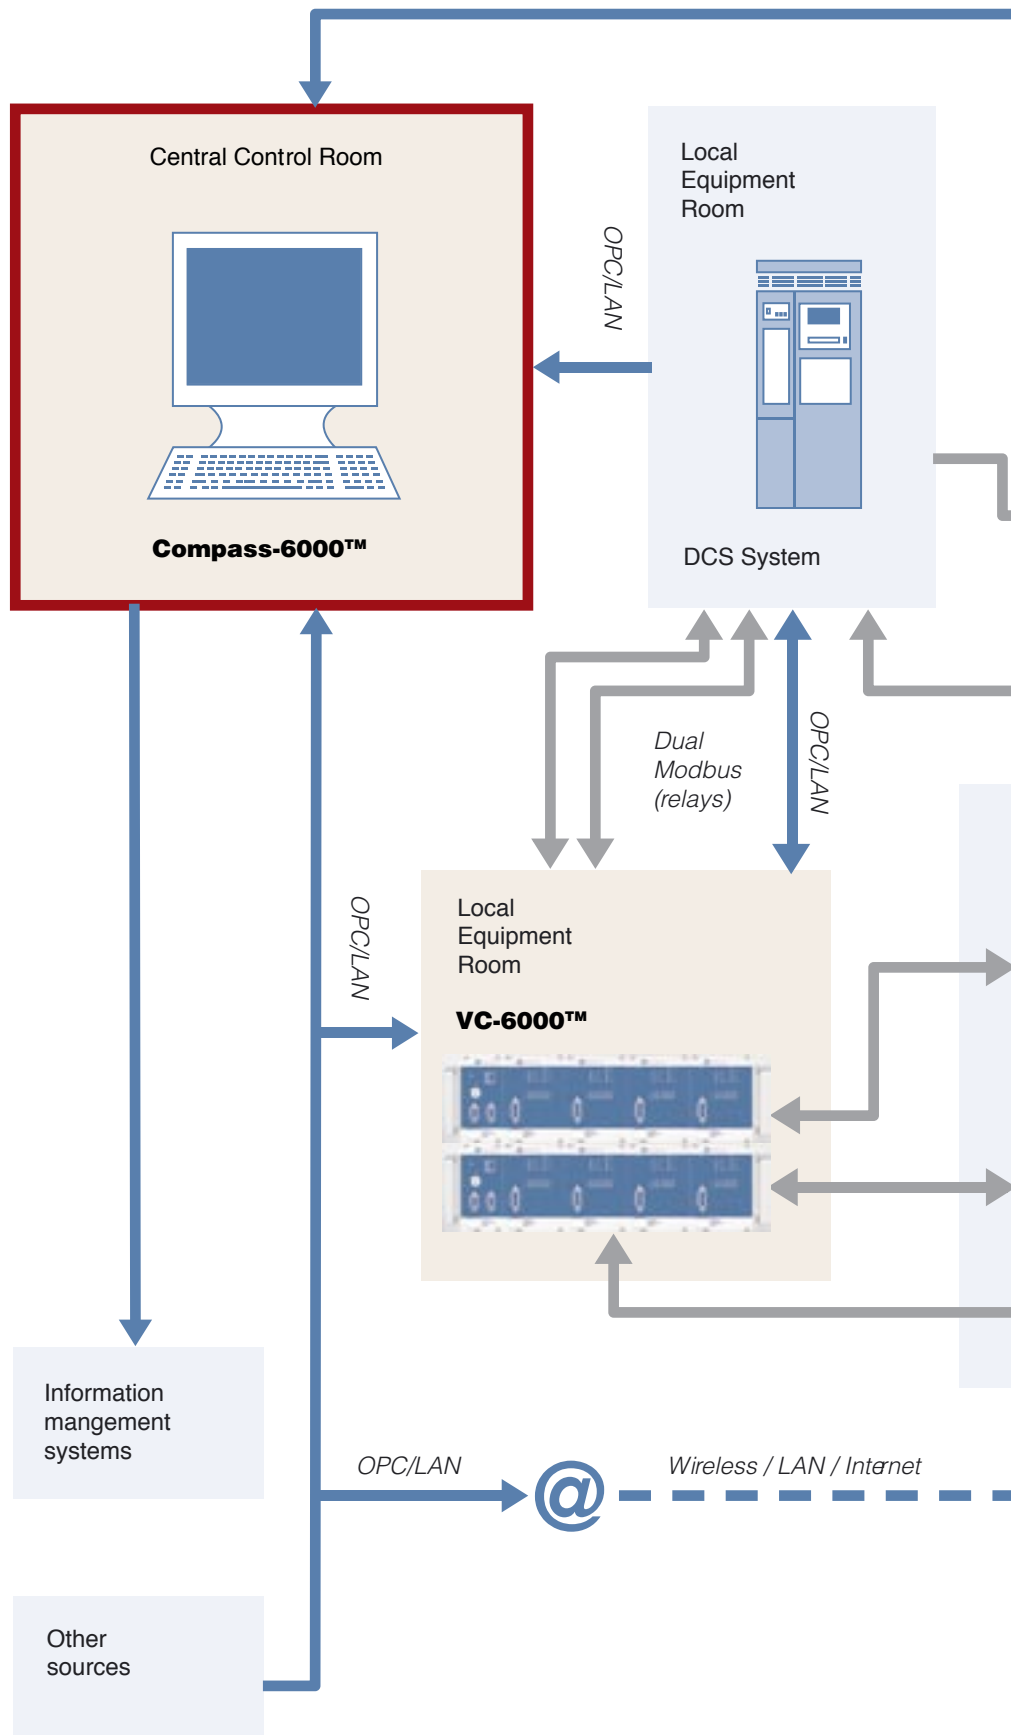 Central Control Room
Compass-6000™
Local
Equipment
Room
OPC/LAN
DCS System
Dual
Modbus
(relays)
OPC/LAN
OPC/LAN
Local
Equipment
Room
VC-6000™
Information
mangement
systems
OPC/LAN
@
Wireless / LAN / Internet
Other
sources